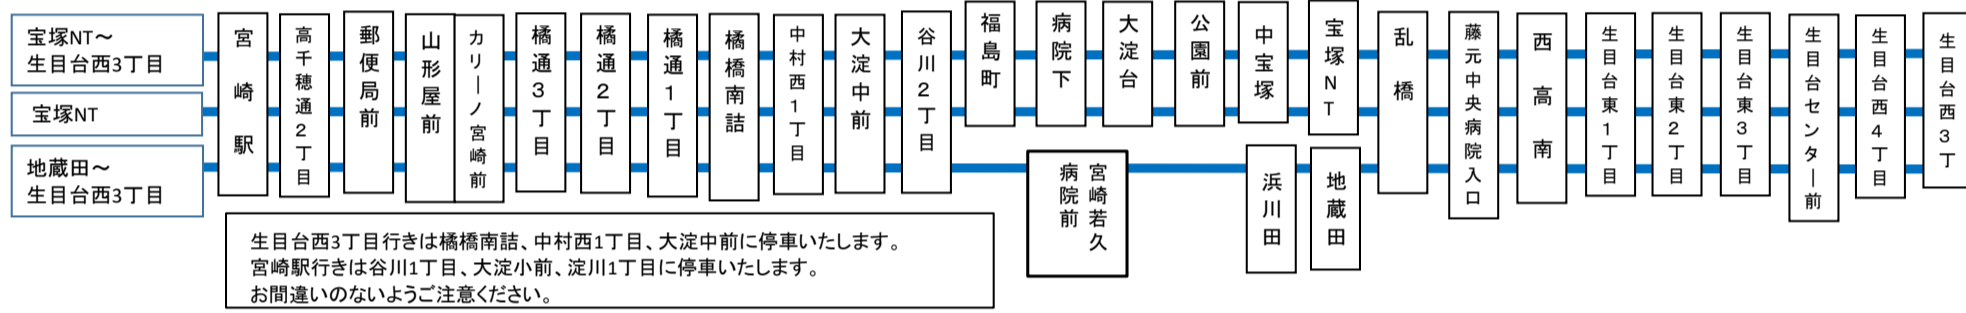 宝塚NT～
生目台西3丁目
宝塚NT
地蔵田～
生目台西3丁目
宮崎駅
高千穂通2丁目
郵便局前
山形屋前
カリーノ宮崎前
橘通3丁目
橘通2丁目
橘通1丁目
橘橋南詰
中村西1丁目
大淀中前
谷川2丁目
福島町
病院下
大淀台
公園前
中宝塚
宝塚NT
宮崎若久
病院前
浜川田
地蔵田
乱橋
藤元中央病院入口
西高南
生目台東1丁目
生目台東2丁目
生目台東3丁目
生目台センター前
生目台西4丁目
生目台西3丁
生目台西3丁目行きは橘橋南詰、中村西1丁目、大淀中前に停車いたします。
宮崎駅行きは谷川1丁目、大淀小前、淀川1丁目に停車いたします。
お間違いのないようご注意ください。